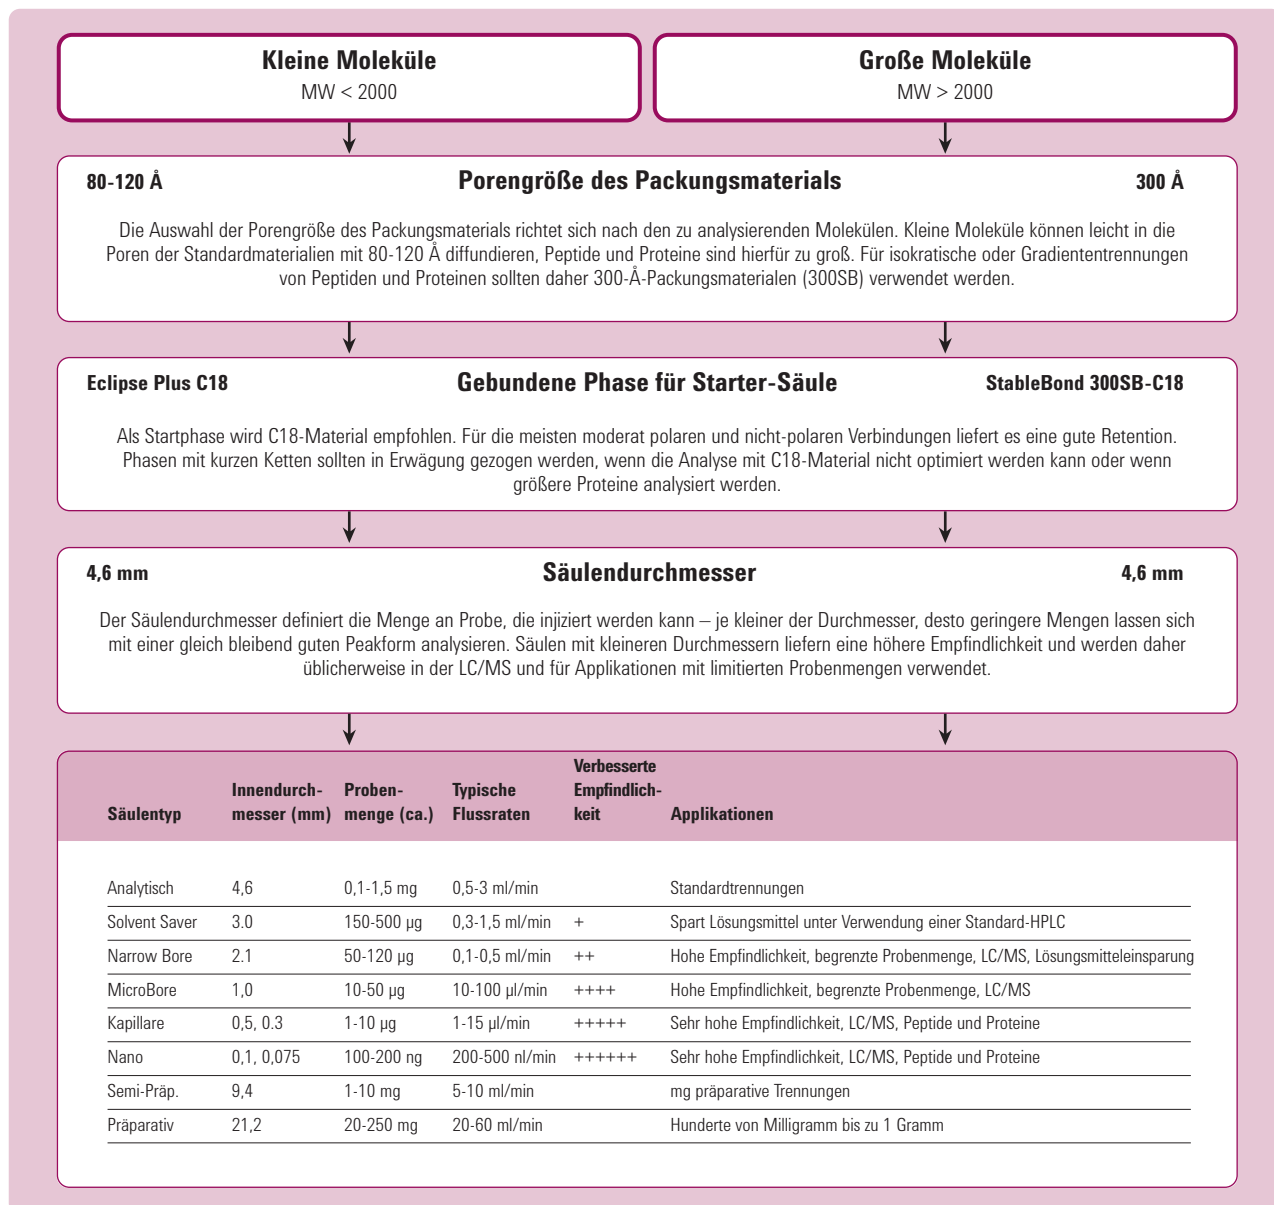 Kleine Moleküle
MW < 2000
Große Moleküle
MW > 2000
80-120 Å
Porengröße des Packungsmaterials
300 Å
Die Auswahl der Porengröße des Packungsmaterials richtet sich nach den zu analysierenden Molekülen. Kleine Moleküle können leicht in die
Poren der Standardmaterialien mit 80-120 Å diffundieren, Peptide und Proteine sind hierfür zu groß. Für isokratische oder Gradiententrennungen
von Peptiden und Proteinen sollten daher 300-Å-Packungsmaterialen (300SB) verwendet werden.
Eclipse Plus C18
Gebundene Phase für Starter-Säule
StableBond 300SB-C18
Als Startphase wird C18-Material empfohlen. Für die meisten moderat polaren und nicht-polaren Verbindungen liefert es eine gute Retention.
Phasen mit kurzen Ketten sollten in Erwägung gezogen werden, wenn die Analyse mit C18-Material nicht optimiert werden kann oder wenn
größere Proteine analysiert werden.
4,6 mm
Säulendurchmesser
4,6 mm
Der Säulendurchmesser definiert die Menge an Probe, die injiziert werden kann – je kleiner der Durchmesser, desto geringere Mengen lassen sich
mit einer gleich bleibend guten Peakform analysieren. Säulen mit kleineren Durchmessern liefern eine höhere Empfindlichkeit und werden daher
üblicherweise in der LC/MS und für Applikationen mit limitierten Probenmengen verwendet.
Verbesserte
Innendurch- Proben- Typische Empfindlich-
Säulentyp messer (mm) menge (ca.) Flussraten keit Applikationen
Analytisch 4,6 0,1-1,5 mg 0,5-3 ml/min Standardtrennungen
Solvent Saver 3.0 150-500 µg 0,3-1,5 ml/min + Spart Lösungsmittel unter Verwendung einer Standard-HPLC
Narrow Bore 2.1 50-120 µg 0,1-0,5 ml/min ++ Hohe Empfindlichkeit, begrenzte Probenmenge, LC/MS, Lösungsmitteleinsparung
MicroBore 1,0 10-50 µg 10-100 µl/min ++++ Hohe Empfindlichkeit, begrenzte Probenmenge, LC/MS
Kapillare 0,5, 0.3 1-10 µg 1-15 µl/min +++++ Sehr hohe Empfindlichkeit, LC/MS, Peptide und Proteine
Nano 0,1, 0,075 100-200 ng 200-500 nl/min ++++++ Sehr hohe Empfindlichkeit, LC/MS, Peptide und Proteine
Semi-Präp. 9,4 1-10 mg 5-10 ml/min mg präparative Trennungen
Präparativ 21,2 20-250 mg 20-60 ml/min Hunderte von Milligramm bis zu 1 Gramm